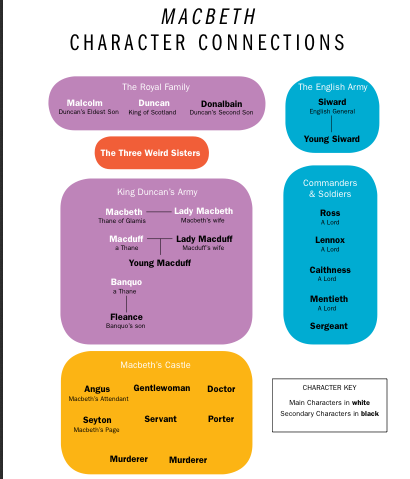 MACBETH
CHARACTER CONNECTIONS
The Royal Family
Malcolm
Duncan's Eldest Son
Duncan
King of Scotland
Donalbain
Duncan's Second Son
The English Army
Siward
English General
Young Siward
The Three Weird Sisters
King Duncan's Army
Macbeth
Thane of Glamis
Lady Macbeth
Macbeth's wife
Macduff
a Thane
Lady Macduff
Macduff's wife
Young Macduff
Banquo
a Thane
Fleance
Banquo's son
Commanders
& Soldiers
Ross
A Lord
Lennox
A Lord
Caithness
A Lord
Mentieth
A Lord
Sergeant
Macbeth's Castle
Angus
Macbeth's Attendant
Gentlewoman
Doctor
Seyton
Macbeth's Page
Servant
Porter
Murderer
Murderer
CHARACTER KEY
Main Characters in white
Secondary Characters in black